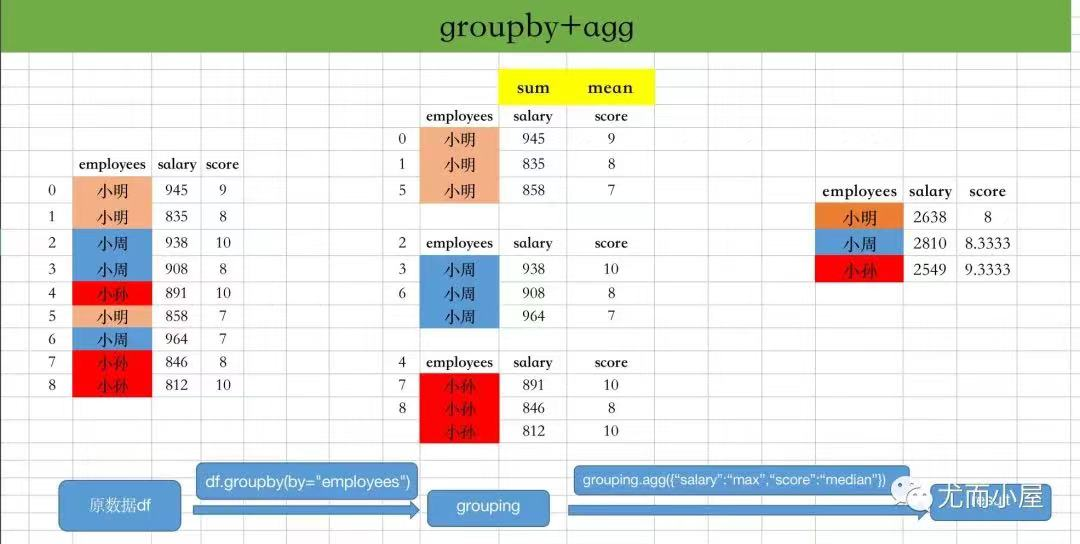 groupby+agg
sum mean
employees salary score
0 小明 945 9
1 小明 835 8
5 小明 858 7
employees salary score
0 小明 945 9
1 小明 835 8
2 小周 938 10
3 小周 908 8
4 小孙 891 10
5 小明 858 7
6 小周 964 7
7 小孙 846 8
8 小孙 812 10
2 employees salary score
3 小周 938 10
6 小周 908 8
小周 964 7
4 employees salary score
7 小孙 891 10
8 小孙 846 8
小孙 812 10
employees salary score
小明 2638 8
小周 2810 8.3333
小孙 2549 9.3333
原数据df
df.groupby(by="employees")
grouping
grouping.agg({“salary”:“max”,“score”:“median”})
尤而小屋